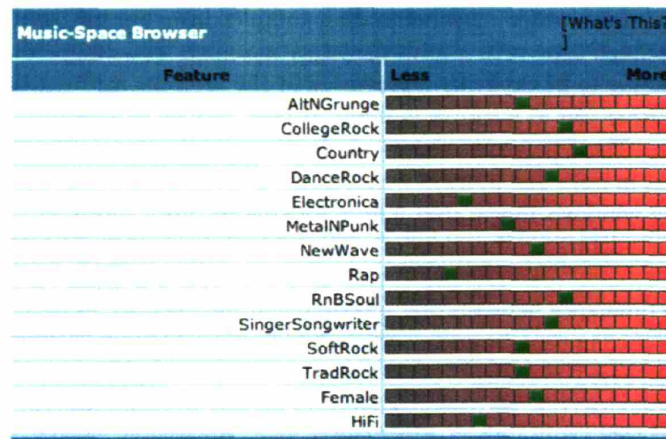 Music-Space Browser
[What's This?
]
Feature
Less
More
AltNGrunge
CollegeRock
Country
DanceRock
Electronica
MetalNPunk
NewWave
Rap
RnBSoul
SingerSongwriter
SoftRock
TradRock
Female
HiFi